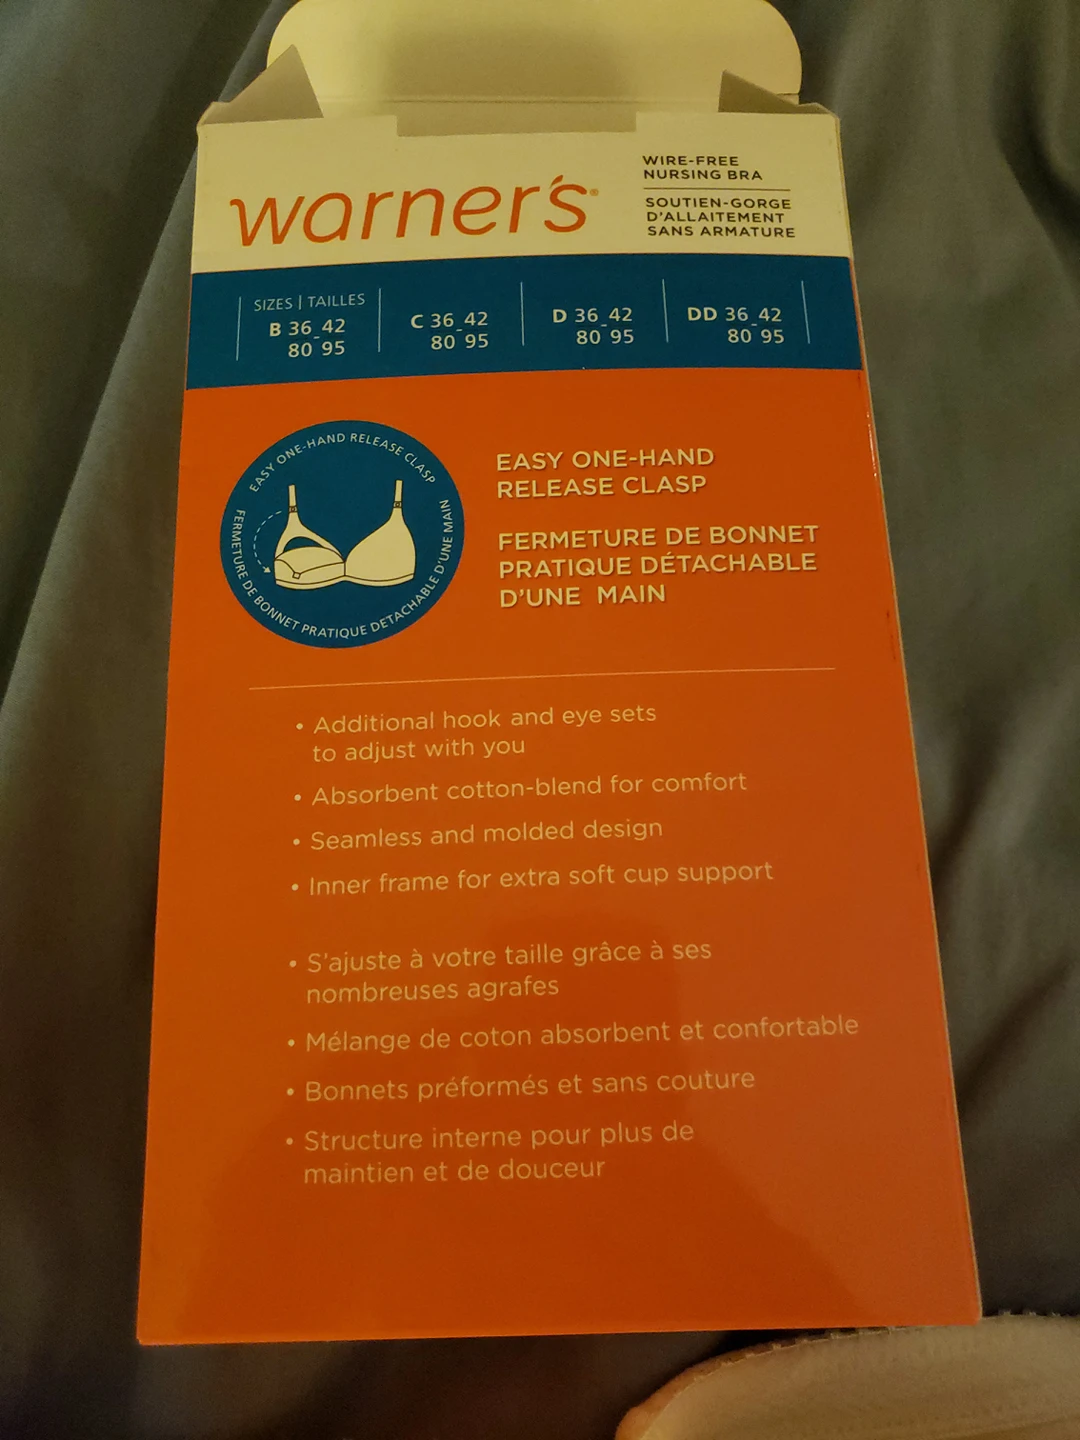 warner's®
WIRE-FREE
NURSING BRA
SOUTIEN-GORGE
D'ALLAITEMENT
SANS ARMATURE
SIZES | TAILLES
B 36-42
80-95
C 36-42
80-95
D 36-42
80-95
DD 36-42
80-95
EASY ONE-HAND RELEASE CLASP
FERMETURE DE BONNET PRATIQUE DÉTACHABLE D'UNE MAIN
EASY ONE-HAND
RELEASE CLASP
FERMETURE DE BONNET
PRATIQUE DÉTACHABLE
D'UNE MAIN
• Additional hook and eye sets
to adjust with you
• Absorbent cotton-blend for comfort
• Seamless and molded design
• Inner frame for extra soft cup support
• S'ajuste à votre taille grâce à ses
nombreuses agrafes
• Mélange de coton absorbent et confortable
• Bonnets préformés et sans couture
• Structure interne pour plus de
maintien et de douceur